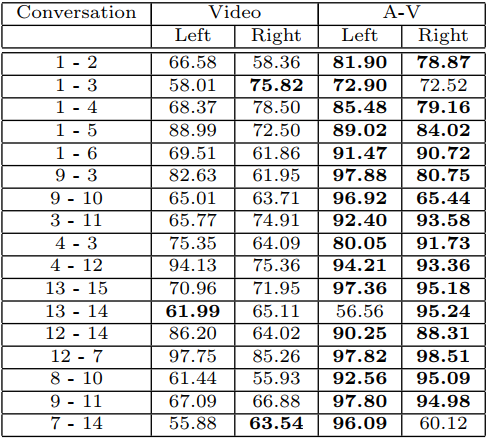 Conversation Video A-V
Left Right Left Right
1 - 2 66.58 58.36 81.90 78.87
1 - 3 58.01 75.82 72.90 72.52
1 - 4 68.37 78.50 85.48 79.16
1 - 5 88.99 72.50 89.02 84.02
1 - 6 69.51 61.86 91.47 90.72
9 - 3 82.63 61.95 97.88 80.75
9 - 10 65.01 63.71 96.92 65.44
3 - 11 65.77 74.91 92.40 93.58
4 - 3 75.35 64.09 80.05 91.73
4 - 12 94.13 75.36 94.21 93.36
13 - 15 70.96 71.95 97.36 95.18
13 - 14 61.99 65.11 56.56 95.24
12 - 14 86.20 64.02 90.25 88.31
12 - 7 97.75 85.26 97.82 98.51
8 - 10 61.44 55.93 92.56 95.09
9 - 11 67.09 66.88 97.80 94.98
7 - 14 55.88 63.54 96.09 60.12